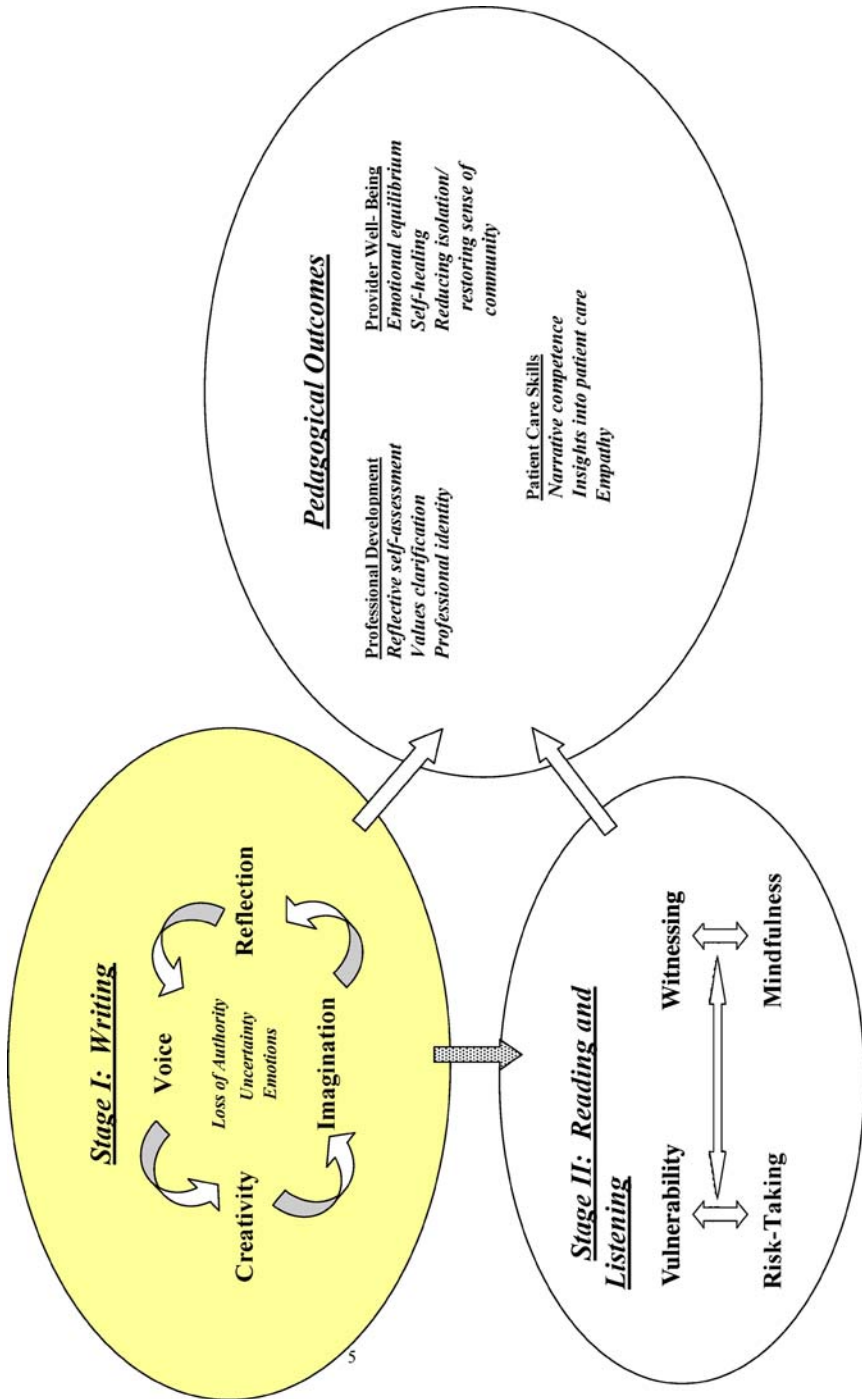 Stage I: Writing
Voice
Creativity
Reflection
Loss of Authority
Uncertainty
Emotions
Imagination
Stage II: Reading and
Listening
Vulnerability
Witnessing
Risk-Taking
Mindfulness
Pedagogical Outcomes
Professional Development
Reflective self-assessment
Values clarification
Professional identity
Provider Well- Being
Emotional equilibrium
Self-healing
Reducing isolation/
restoring sense of
community
Patient Care Skills
Narrative competence
Insights into patient care
Empathy
5